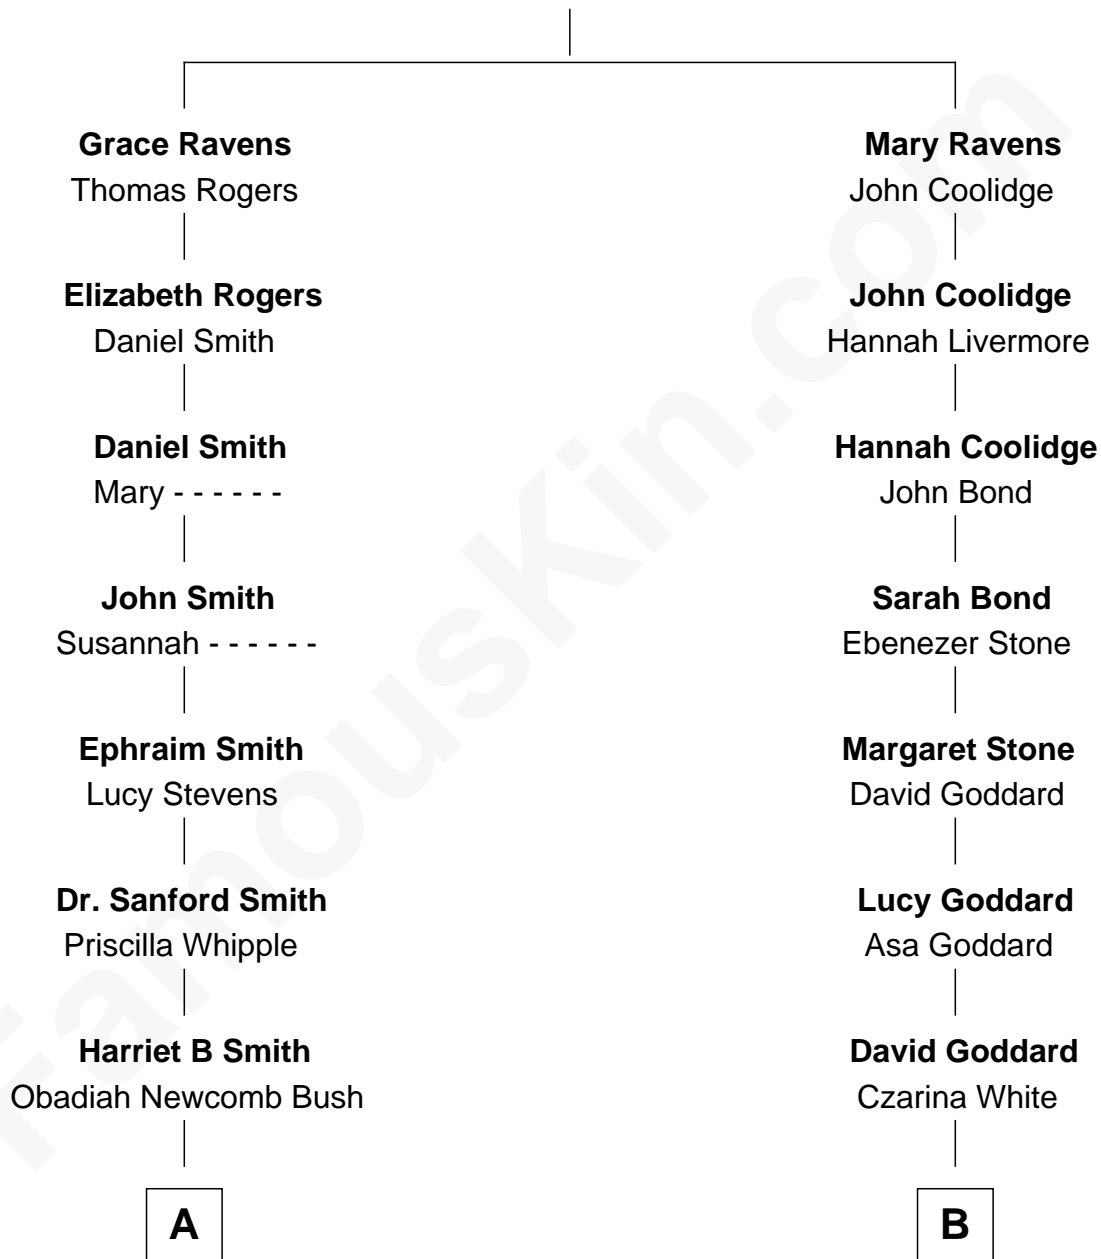 Grace Ravens
Thomas Rogers
Mary Ravens
John Coolidge
Elizabeth Rogers
Daniel Smith
John Coolidge
Hannah Livermore
Daniel Smith
Mary - - - - - -
Hannah Coolidge
John Bond
John Smith
Susannah - - - - - -
Sarah Bond
Ebenezer Stone
Ephraim Smith
Lucy Stevens
Margaret Stone
David Goddard
Dr. Sanford Smith
Priscilla Whipple
Lucy Goddard
Asa Goddard
Harriet B Smith
Obadiah Newcomb Bush
David Goddard
Czarina White
A
B
FamousKin.com